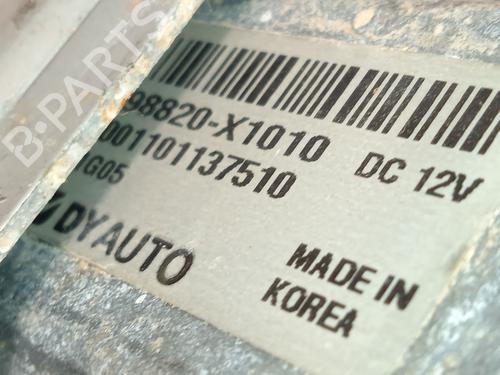 B-PARTS
98820-X1010
DC 12V
001101137510
G05
DYAUTO
MADE IN
KOREA